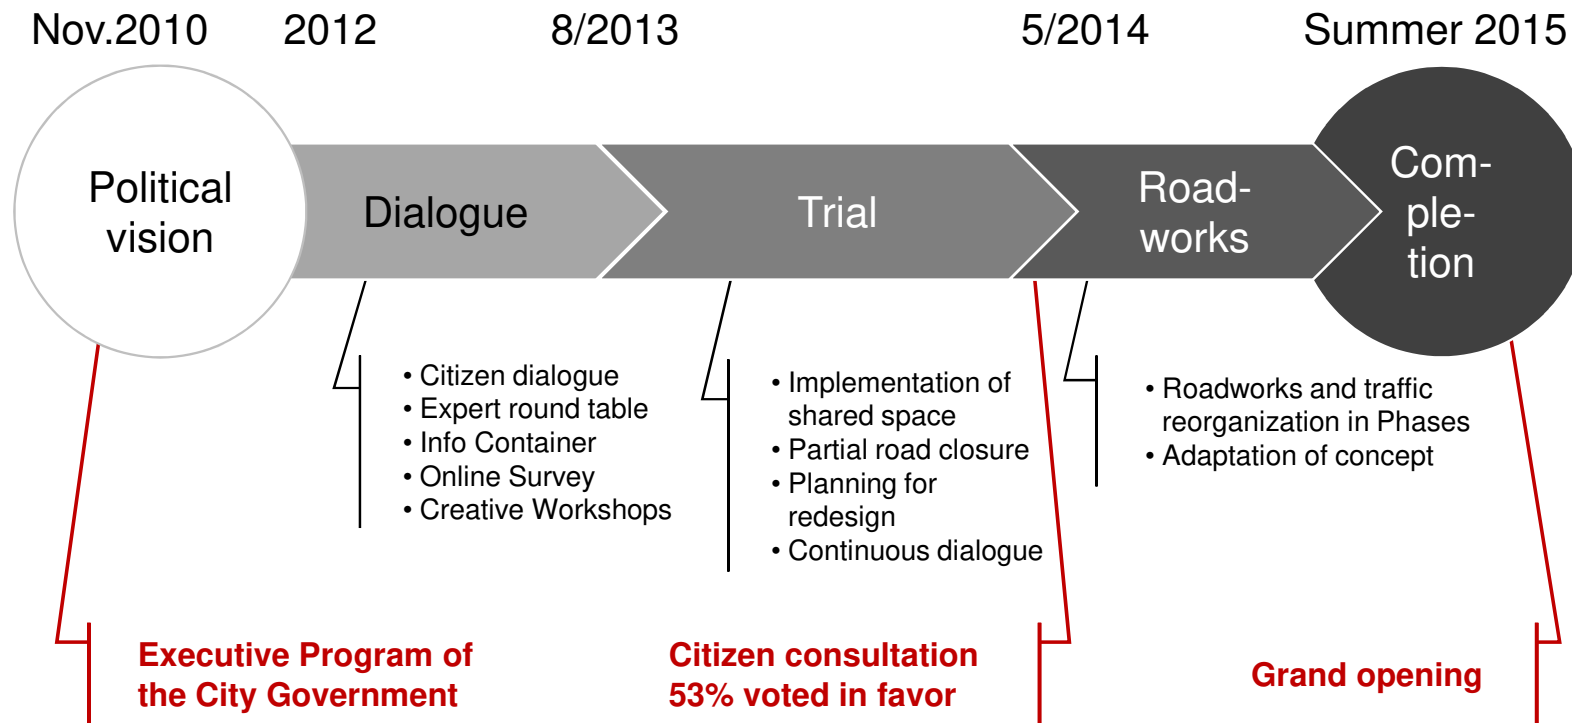 Nov.2010 2012 8/2013 5/2014 Summer 2015
Political
vision
Dialogue
Trial
Road-
works
Com-
ple-
tion
• Citizen dialogue
• Expert round table
• Info Container
• Online Survey
• Creative Workshops
• Implementation of
shared space
• Partial road closure
• Planning for
redesign
• Continuous dialogue
• Roadworks and traffic
reorganization in Phases
• Adaptation of concept
Executive Program of
the City Government
Citizen consultation
53% voted in favor
Grand opening